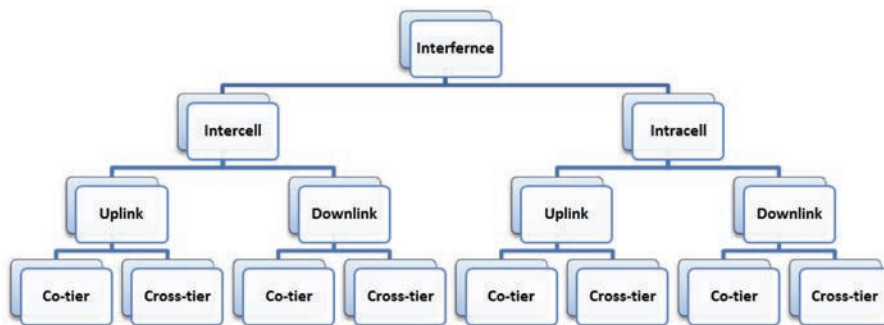 Interfernce
Intercell
Intracell
Uplink
Downlink
Uplink
Downlink
Co-tier
Cross-tier
Co-tier
Cross-tier
Co-tier
Cross-tier
Co-tier
Cross-tier